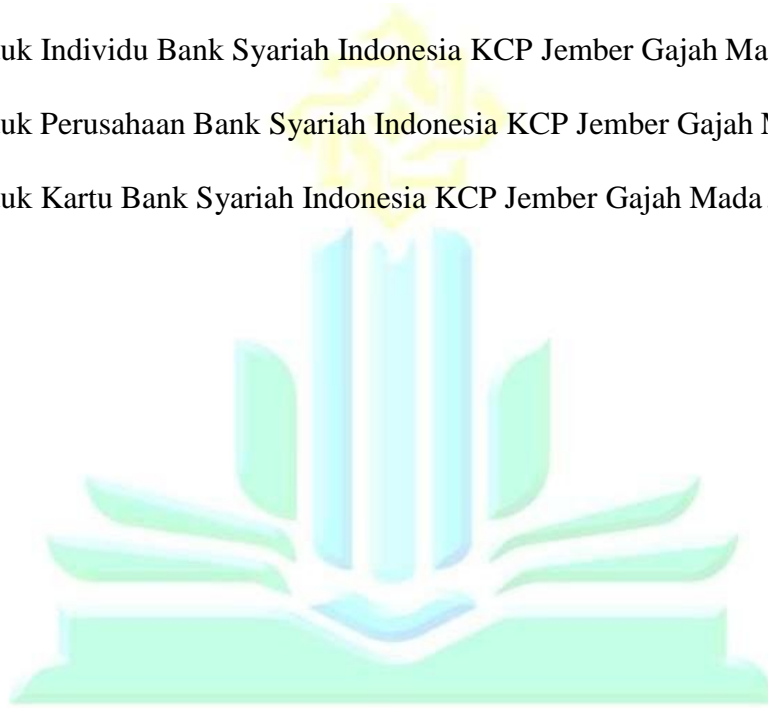 uk Individu Bank Syariah Indonesia KCP Jember Gajah Ma
uk Perusahaan Bank Syariah Indonesia KCP Jember Gajah
uk Kartu Bank Syariah Indonesia KCP Jember Gajah Mada